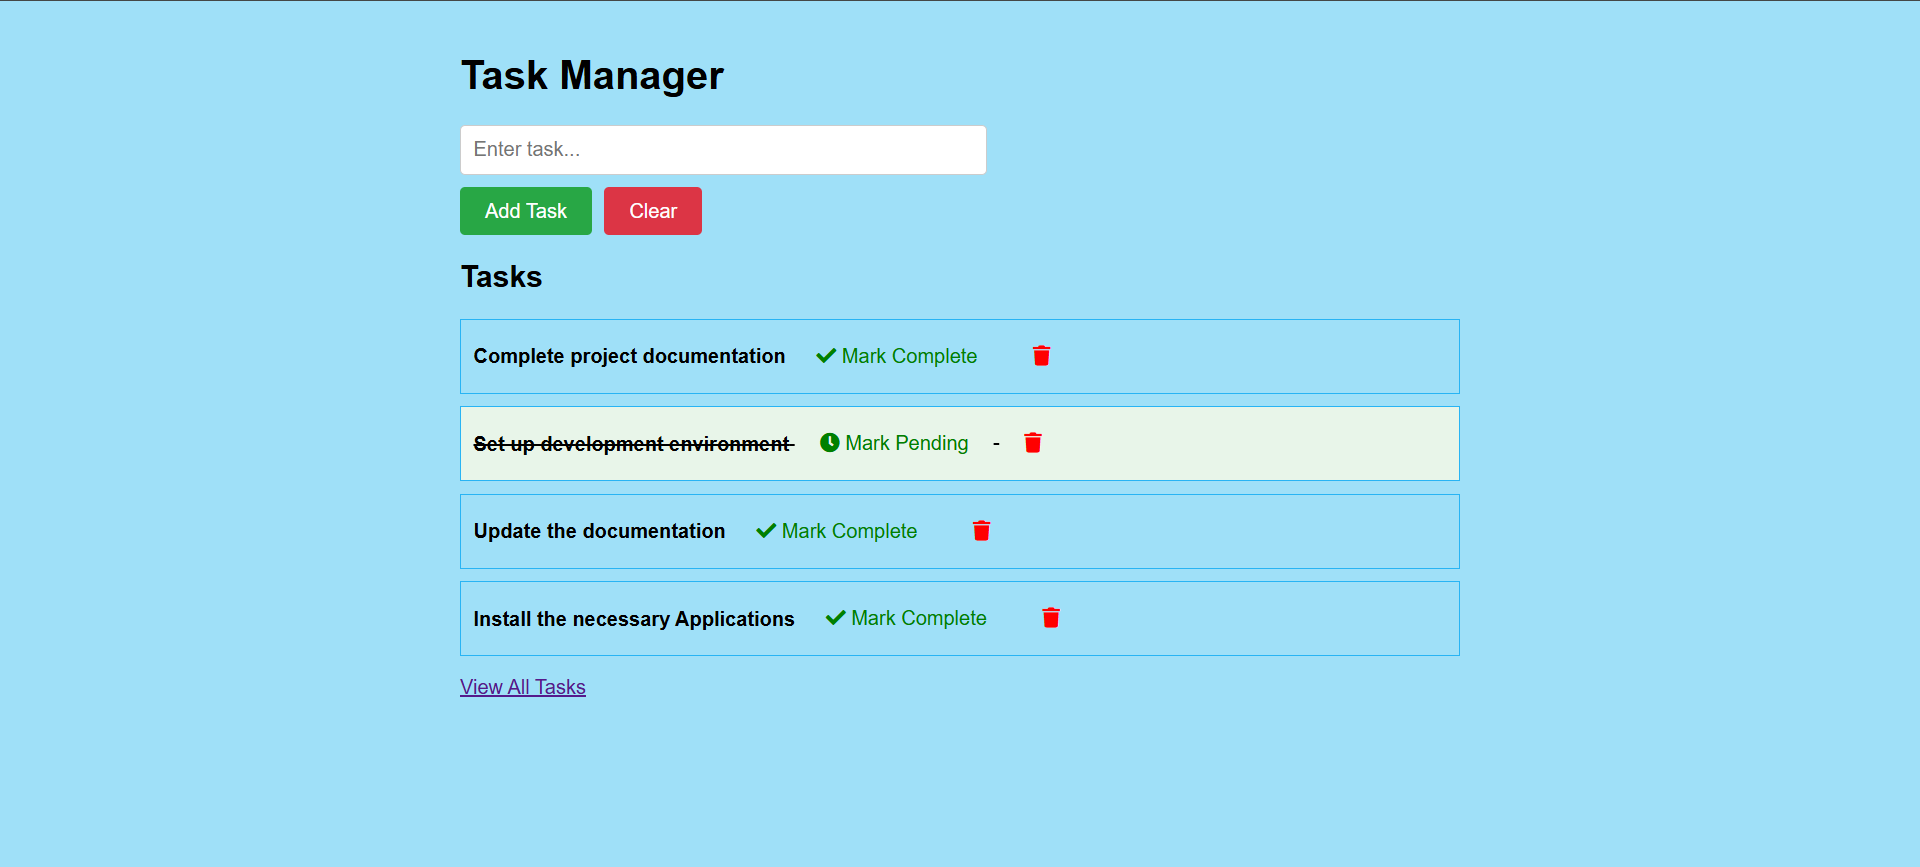 Task Manager
Enter task...
Add Task Clear
Tasks
Complete project documentation Mark Complete
Set up development environment Mark Pending -
Update the documentation Mark Complete
Install the necessary Applications Mark Complete
View All Tasks